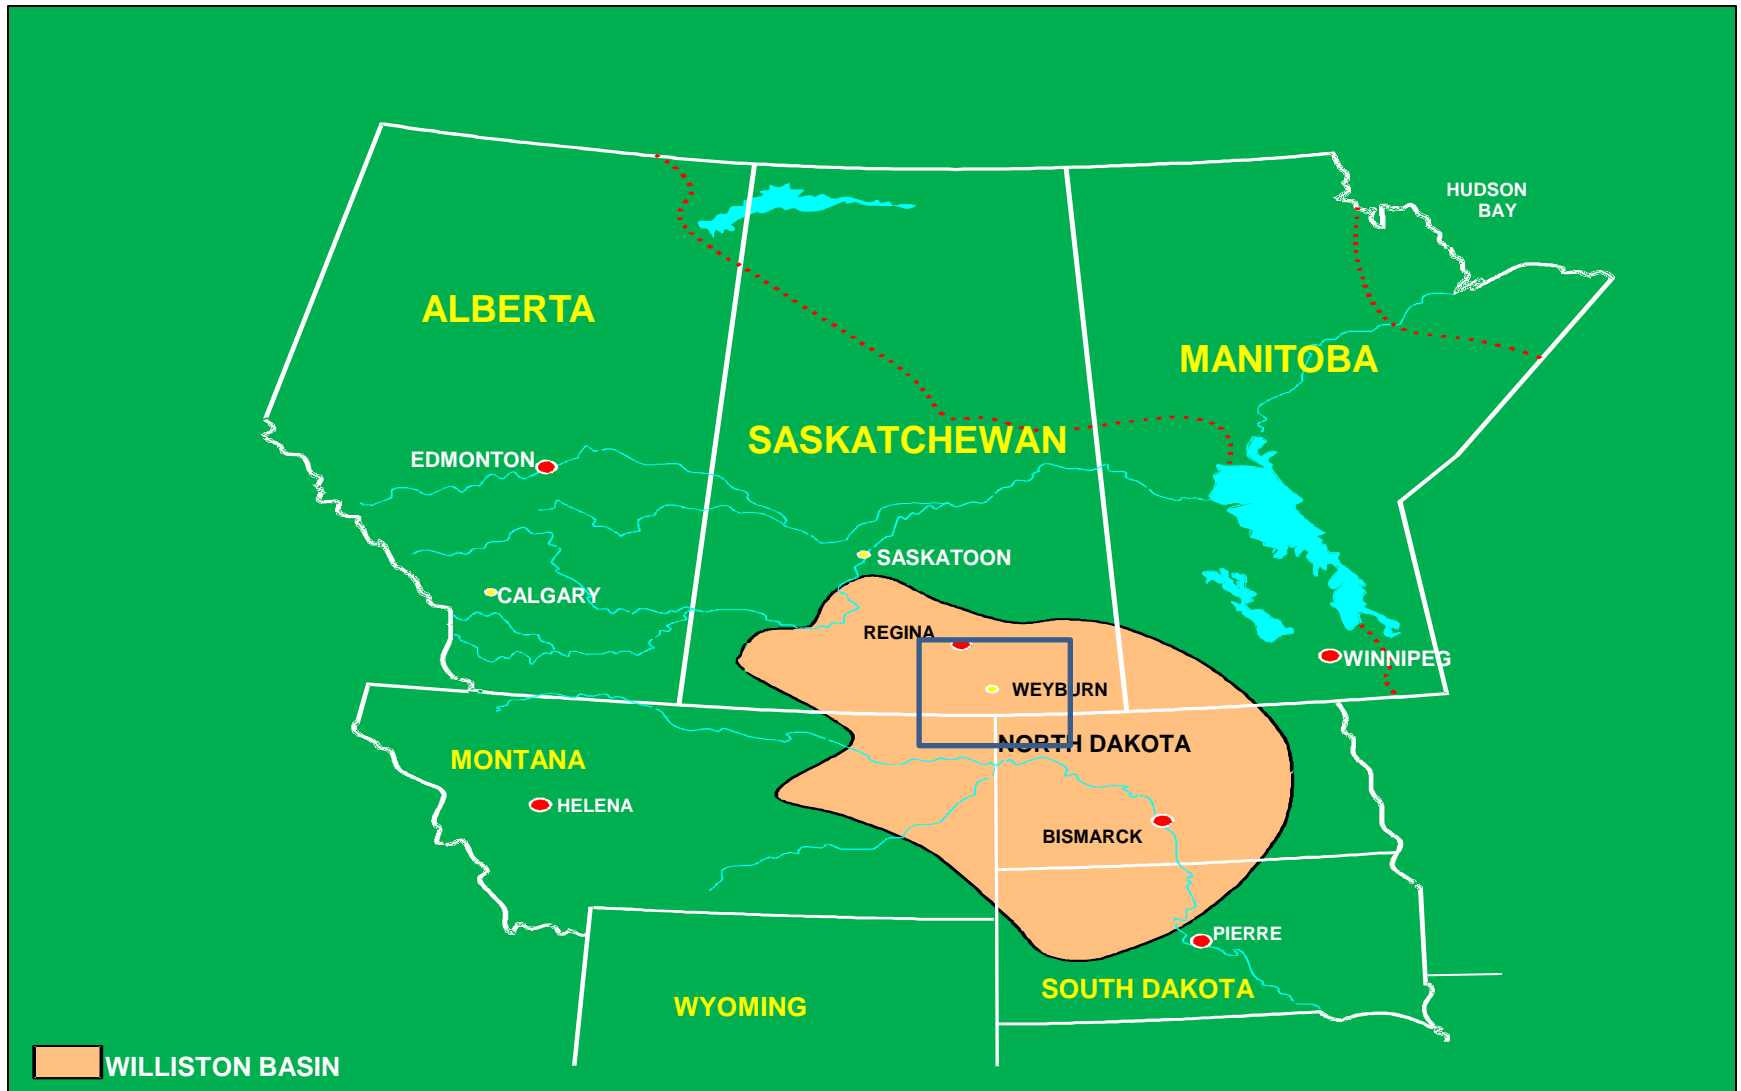 HUDSON
BAY
ALBERTA
MANITOBA
SASKATCHEWAN
EDMONTON
SASKATOON
CALGARY
REGINA
WINNIPEG
WEYBURN
NORTH DAKOTA
MONTANA
HELENA
BISMARCK
PIERRE
SOUTH DAKOTA
WYOMING
WILLISTON BASIN